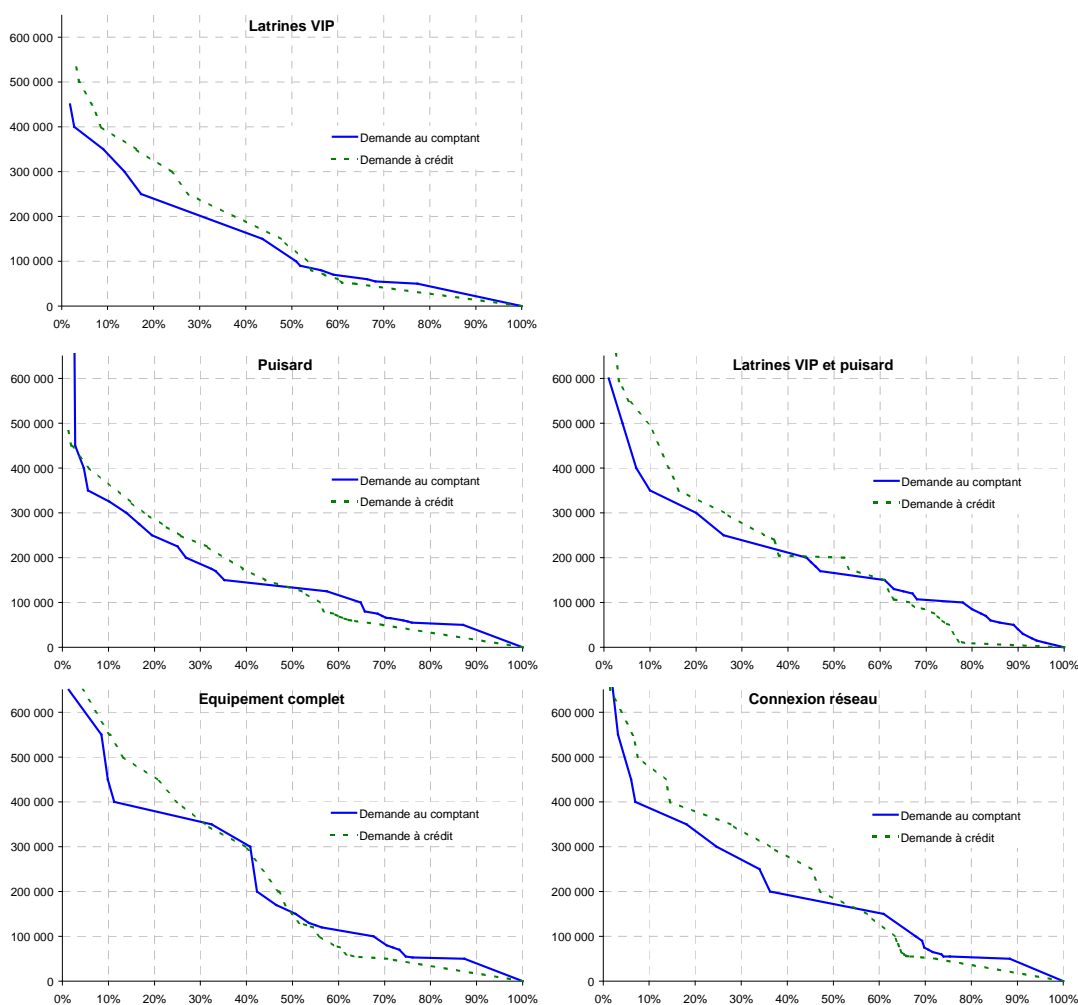 Latrines VIP
600 000
500 000
400 000
300 000
200 000
100 000
0
0% 10% 20% 30% 40% 50% 60% 70% 80% 90% 100%
Demande au comptant
Demande à crédit
Puisard
600 000
500 000
400 000
300 000
200 000
100 000
0
0% 10% 20% 30% 40% 50% 60% 70% 80% 90% 100%
Demande au comptant
Demande à crédit
Latrines VIP et puisard
600 000
500 000
400 000
300 000
200 000
100 000
0
0% 10% 20% 30% 40% 50% 60% 70% 80% 90% 100%
Demande au comptant
Demande à crédit
Equipement complet
600 000
500 000
400 000
300 000
200 000
100 000
0
0% 10% 20% 30% 40% 50% 60% 70% 80% 90% 100%
Demande au comptant
Demande à crédit
Connexion réseau
600 000
500 000
400 000
300 000
200 000
100 000
0
0% 10% 20% 30% 40% 50% 60% 70% 80% 90% 100%
Demande au comptant
Demande à crédit